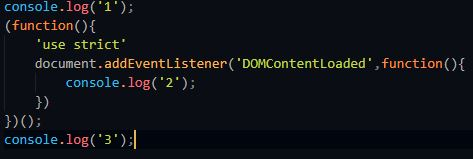 console.log('1');
(function(){
    'use strict'
    document.addEventListener('DOMContentLoaded',function(){
        console.log('2');
    })
})();
console.log('3');